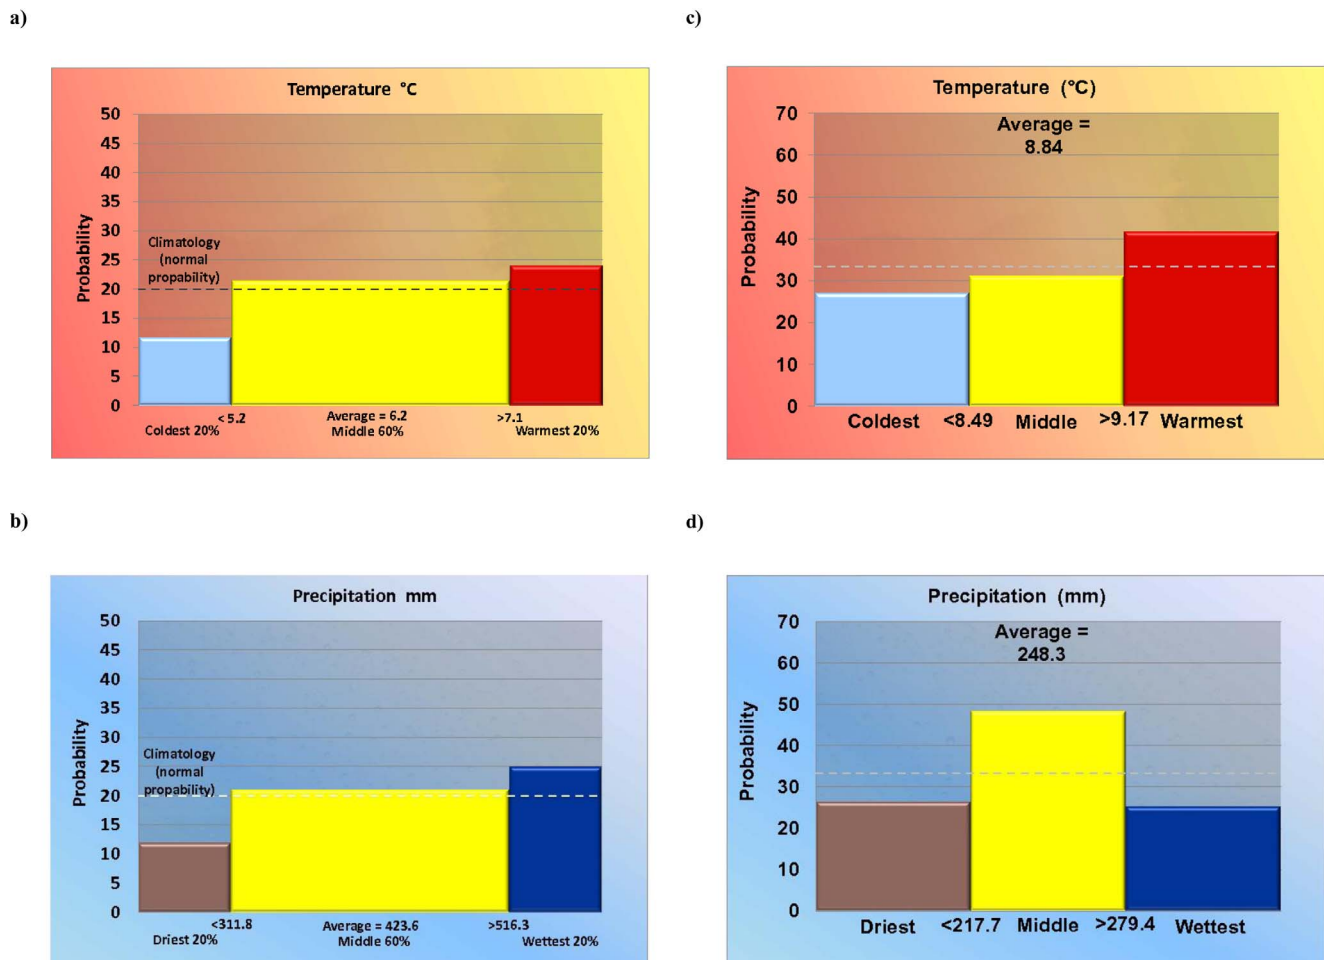 a)
Temperature °C
50
45
40
35
30
25
20
15
10
5
0
Probability
Climatology
(normal
propability)
<5.2
Average = 6.2
>7.1
Coldest 20%
Middle 60%
Warmest 20%
c)
Temperature (°C)
Average =
8.84
70
60
50
40
30
20
10
0
Probability
Coldest <8.49 Middle >9.17 Warmest
b)
Precipitation mm
50
45
40
35
30
25
20
15
10
5
0
Probability
Climatology
(normal
propability)
<311.8
Average = 423.6
>516.3
Driest 20%
Middle 60%
Wettest 20%
d)
Precipitation (mm)
Average =
248.3
70
60
50
40
30
20
10
0
Probability
Driest <217.7 Middle >279.4 Wettest